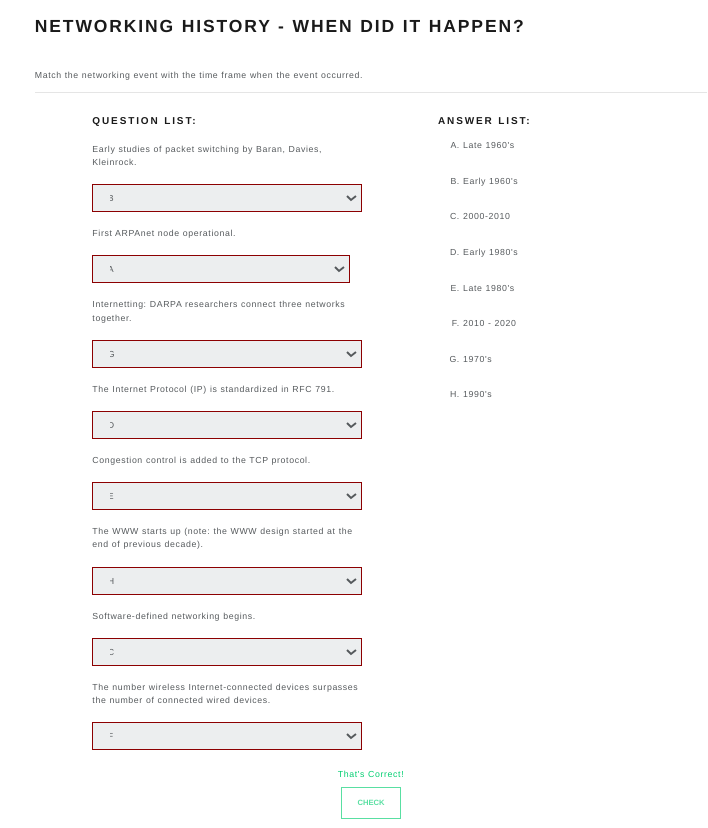 NETWORKING HISTORY - WHEN DID IT HAPPEN?
Match the networking event with the time frame when the event occurred.
QUESTION LIST:
Early studies of packet switching by Baran, Davies,
Kleinrock.
B
First ARPAnet node operational.
A
Internetting: DARPA researchers connect three networks
together.
G
The Internet Protocol (IP) is standardized in RFC 791.
D
Congestion control is added to the TCP protocol.
E
The WWW starts up (note: the WWW design started at the
end of previous decade).
H
Software-defined networking begins.
C
The number wireless Internet-connected devices surpasses
the number of connected wired devices.
F
ANSWER LIST:
A. Late 1960's
B. Early 1960's
C. 2000-2010
D. Early 1980's
E. Late 1980's
F. 2010 - 2020
G. 1970's
H. 1990's
That's Correct!
CHECK